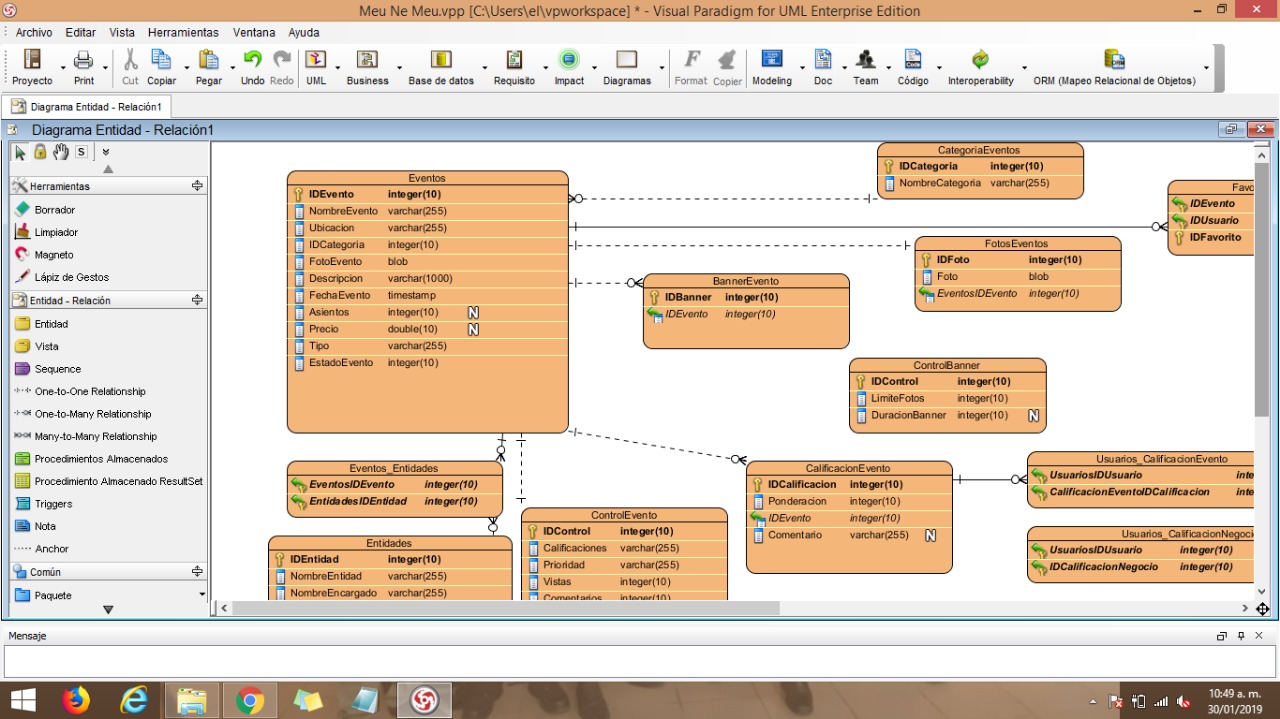 Meu Ne Meu.vpp [C:\Users\el\vpworkspace] * - Visual Paradigm for UML Enterprise Edition
Archivo Editar Vista Herramientas Ventana Ayuda
Proyecto Print Cut Copiar Pegar Undo Redo UML Business Base de datos Requisito Impact Diagramas Format Copier Modeling Doc Team Código Interoperability ORM (Mapeo Relacional de Objetos)
Diagrama Entidad - Relación1
Diagrama Entidad - Relación1
S
Herramientas
Borrador
Limpiador
Magneto
Lápiz de Gestos
Entidad - Relación
Entidad
Vista
Sequence
One-to-One Relationship
One-to-Many Relationship
Many-to-Many Relationship
Procedimientos Almacenados
Procedimiento Almacenado ResultSet
Triggers
Nota
Anchor
Común
Paquete
Eventos
IDEvento integer(10)
NombreEvento varchar(255)
Ubicacion varchar(255)
IDCategoria integer(10)
FotoEvento blob
Descripcion varchar(1000)
FechaEvento timestamp
Asientos integer(10) N
Precio double(10) N
Tipo varchar(255)
EstadoEvento integer(10)
CategoriaEventos
IDCategoria integer(10)
NombreCategoria varchar(255)
Favo
IDEvento
IDUsuario
IDFavorito
FotosEventos
IDFoto integer(10)
Foto blob
EventosIDEvento integer(10)
BannerEvento
IDBanner integer(10)
IDEvento integer(10)
ControlBanner
IDControl integer(10)
LimiteFotos integer(10)
DuracionBanner integer(10) N
Eventos_Entidades
EventosIDEvento integer(10)
EntidadesIDEntidad integer(10)
Entidades
IDEntidad integer(10)
NombreEntidad varchar(255)
NombreEncargado varchar(255)
ControlEvento
IDControl integer(10)
Calificaciones varchar(255)
Prioridad varchar(255)
Vistas integer(10)
Comentarios integer(10)
CalificacionEvento
IDCalificacion integer(10)
Ponderacion integer(10)
IDEvento integer(10)
Comentario varchar(255) N
Usuarios_CalificacionEvento
UsuariosIDUsuario inte
CalificacionEventoIDCalificacion inte
Usuarios_CalificacionNegoci
UsuariosIDUsuario integer(10)
IDCalificacionNegocio integer(10)
Mensaje
10:49 a. m.
30/01/2019